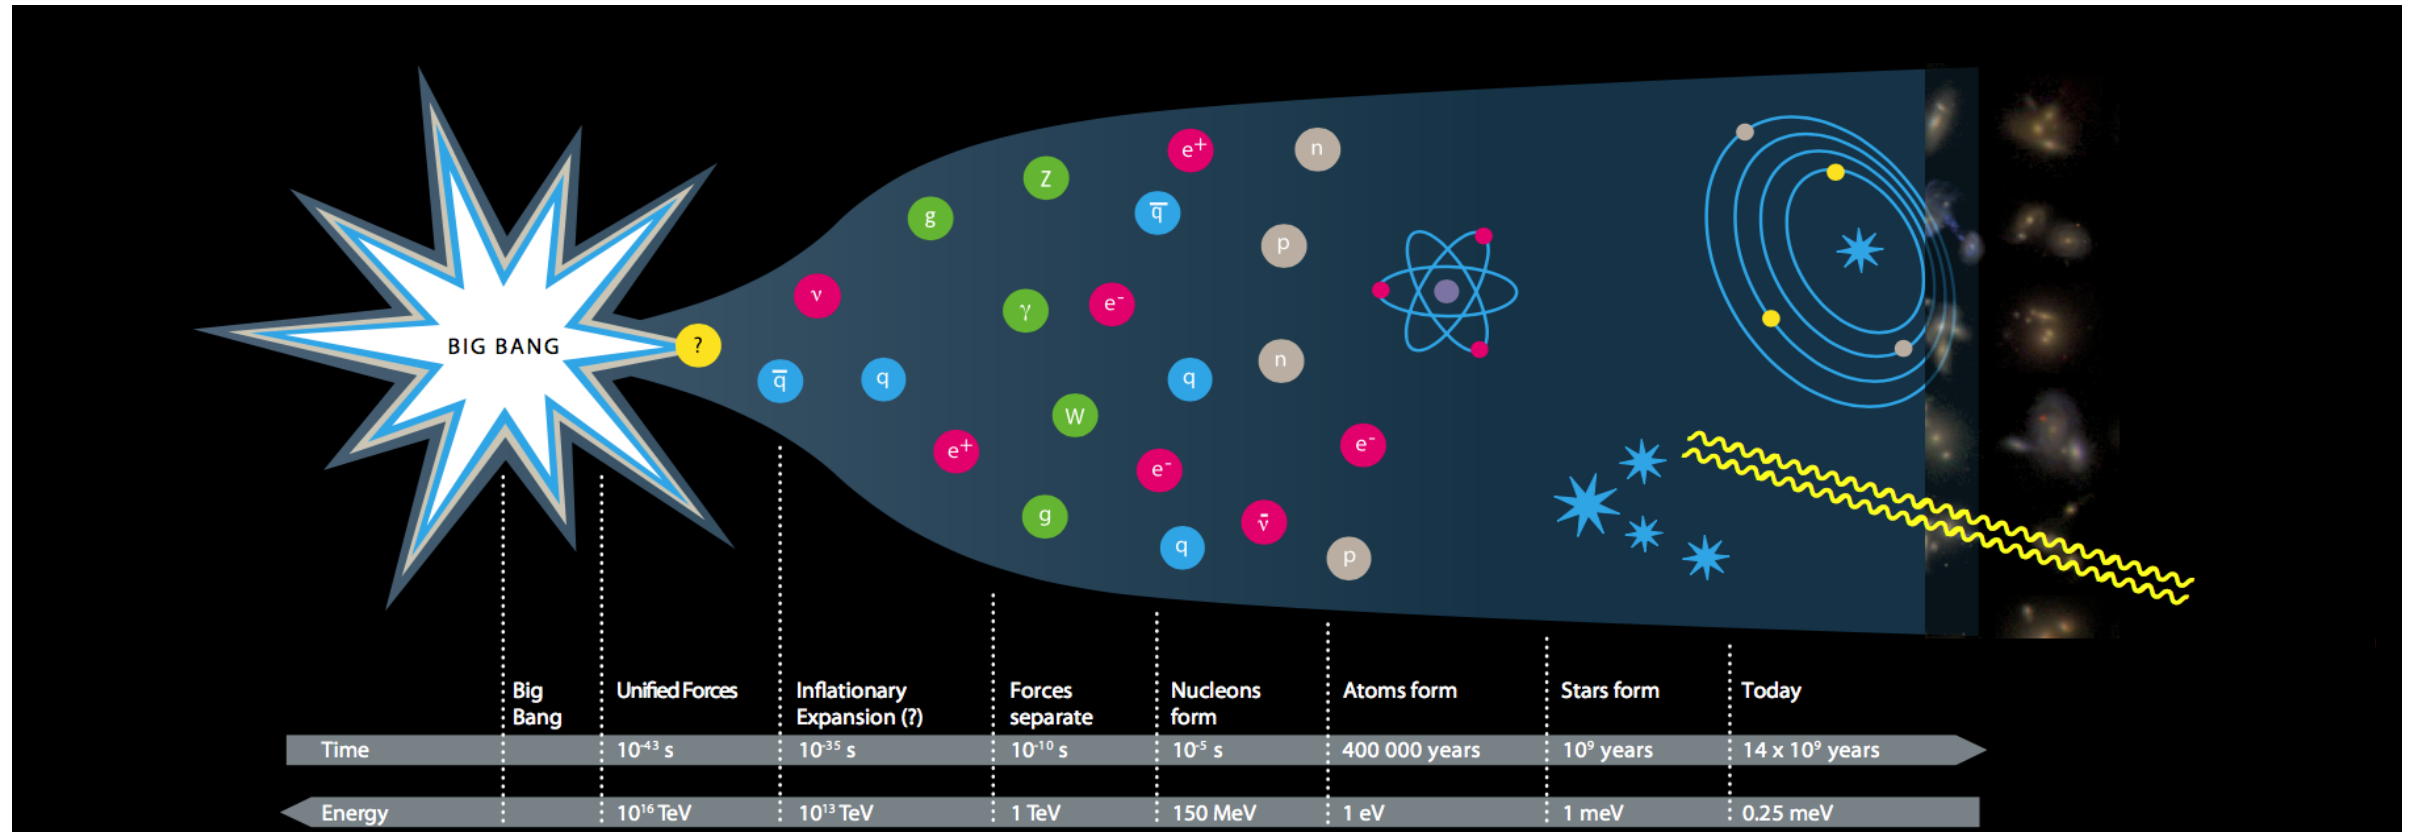 BIG BANG
?
ν
q̅
q
g
e⁺
Z
γ
W
g
e⁺
q̅
e⁻
q
e⁻
q
n
p
n
ν̅
e⁻
p
Big Bang
Unified Forces
Inflationary Expansion (?)
Forces separate
Nucleons form
Atoms form
Stars form
Today
Time 10⁻⁴³ s 10⁻³⁵ s 10⁻¹⁰ s 10⁻⁵ s 400 000 years 10⁹ years 14 x 10⁹ years
Energy 10¹⁶ TeV 10¹³ TeV 1 TeV 150 MeV 1 eV 1 meV 0.25 meV